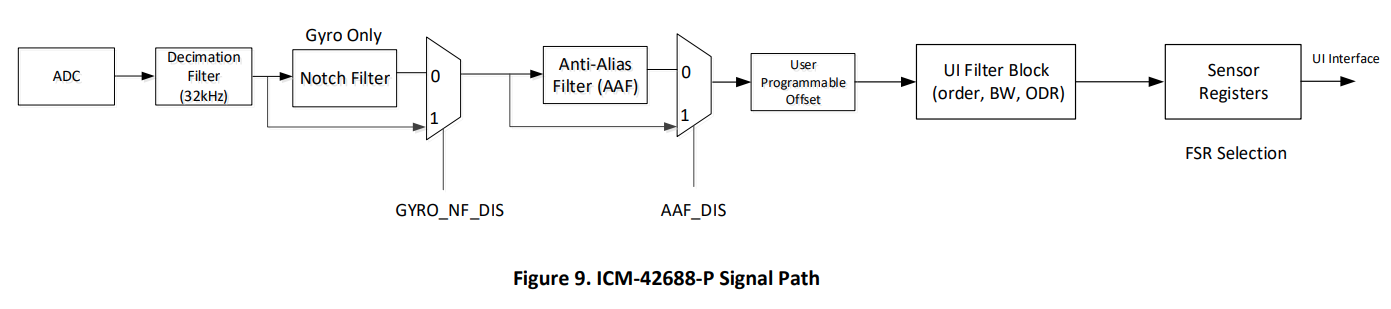 Gyro Only
ADC
Decimation
Filter
(32kHz)
Notch Filter
0
1
GYRO_NF_DIS
Anti-Alias
Filter (AAF)
0
1
AAF_DIS
User
Programmable
Offset
UI Filter Block
(order, BW, ODR)
Sensor
Registers
UI Interface
FSR Selection
Figure 9. ICM-42688-P Signal Path